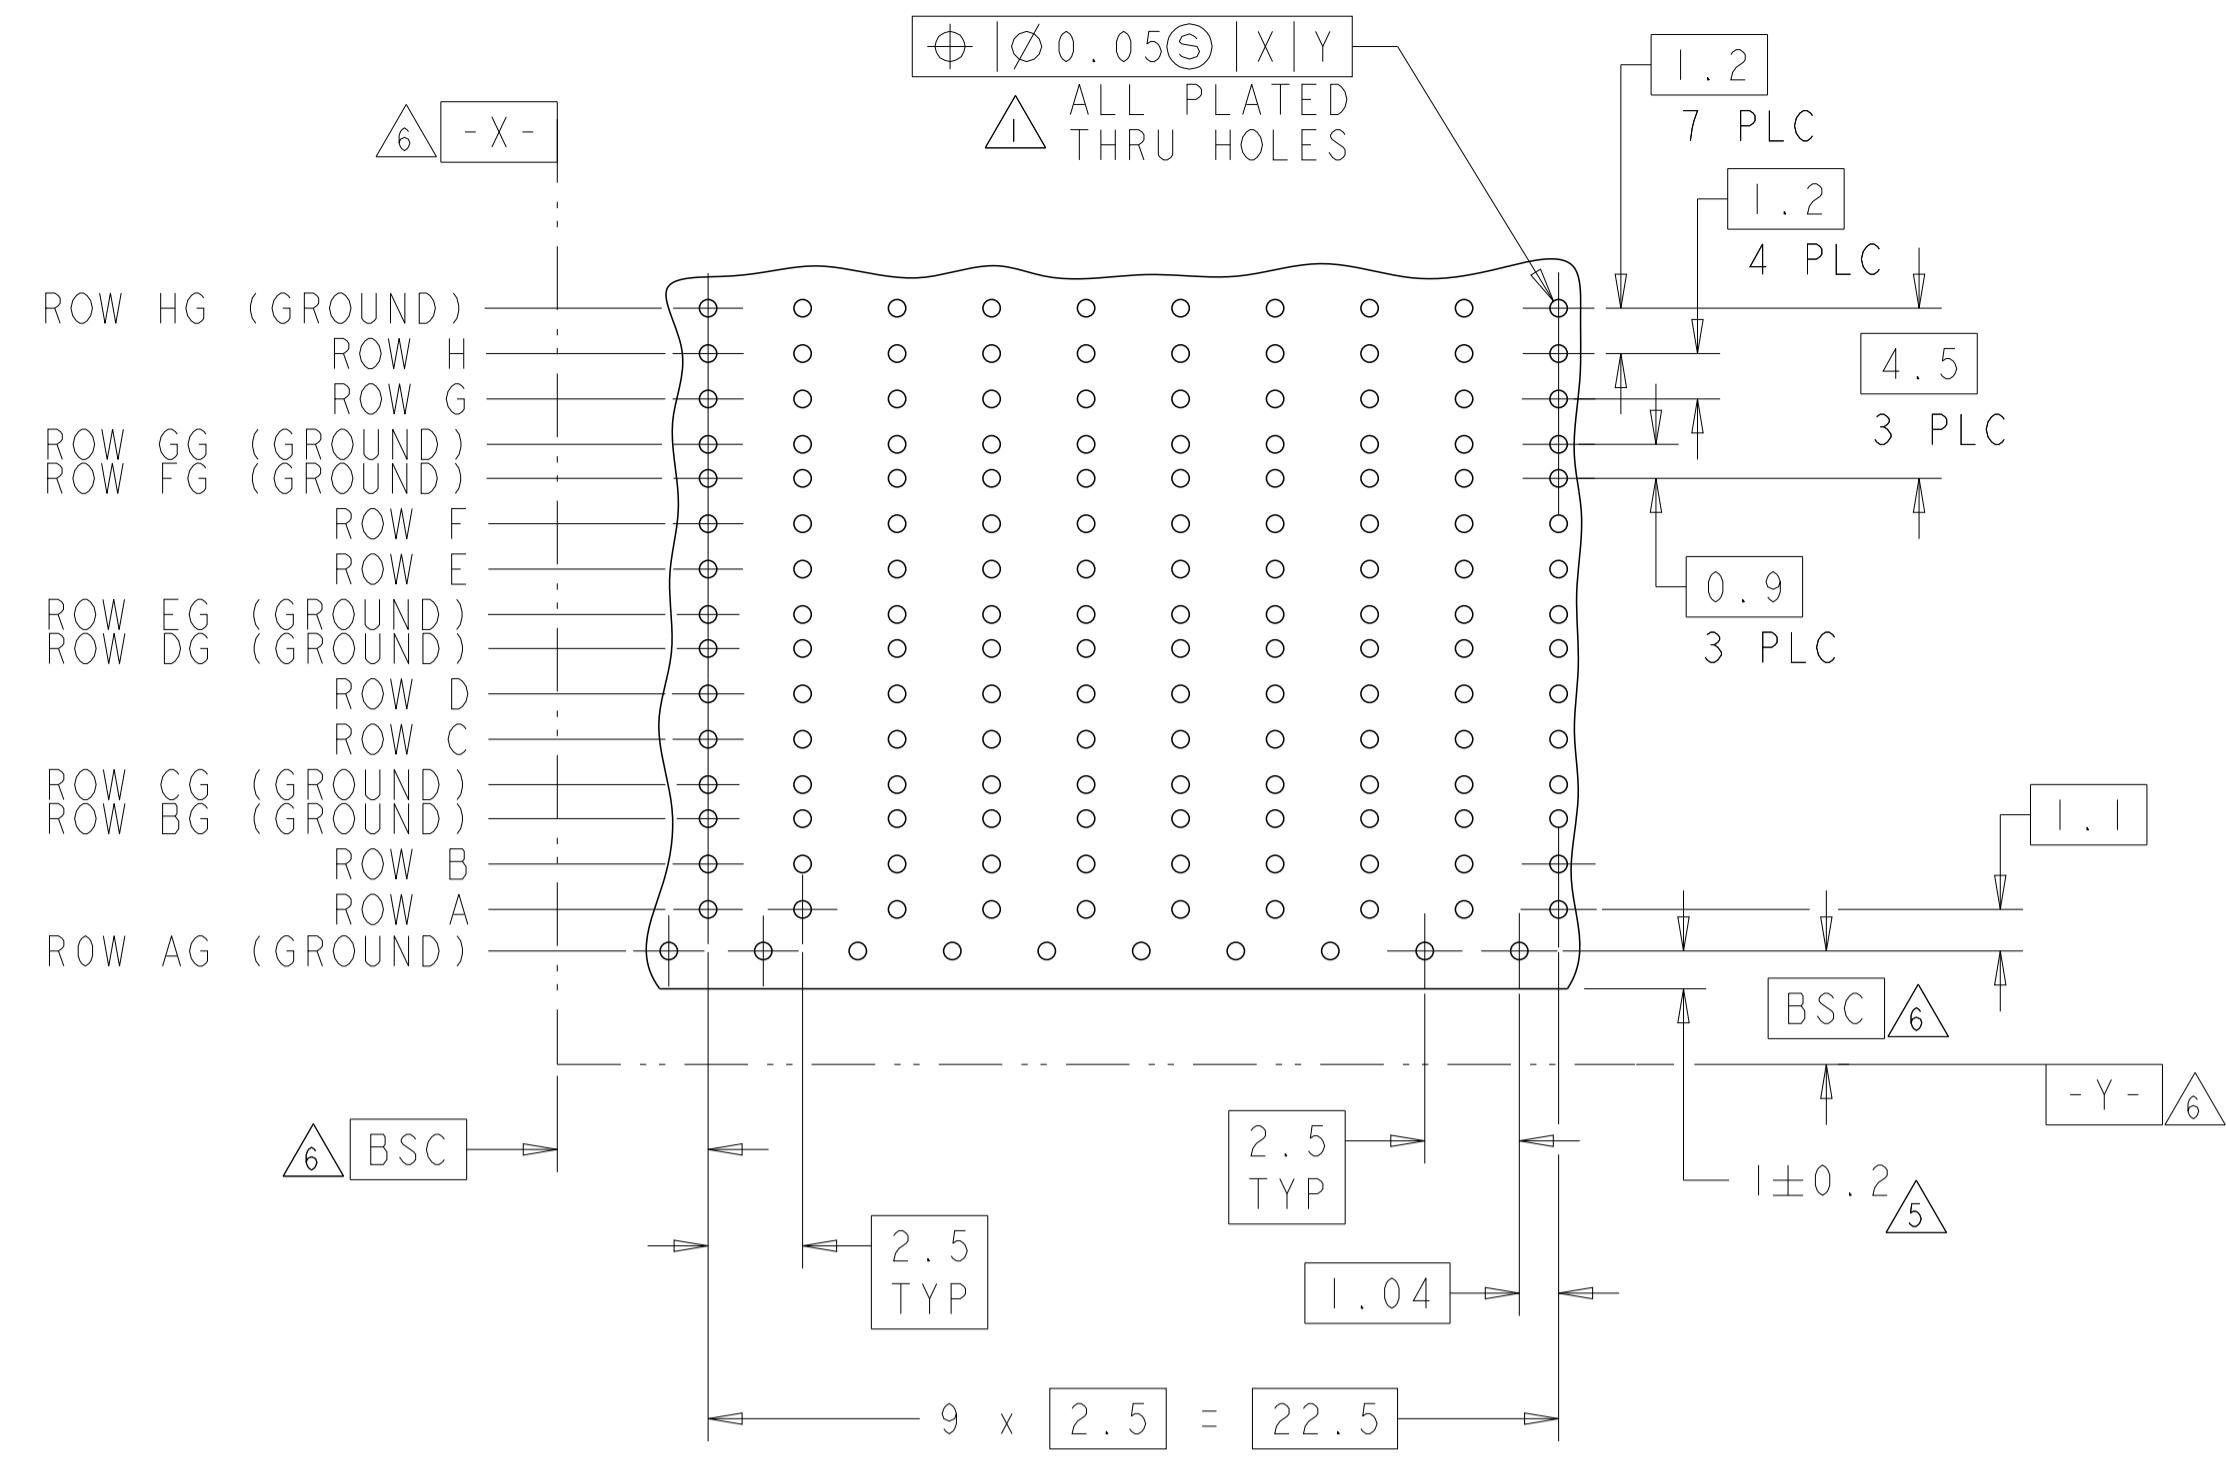 ⌖ ⌀0.05Ⓢ X Y
1 ALL PLATED
THRU HOLES
1.2
7 PLC
6 -X-
1.2
4 PLC
ROW HG (GROUND)
ROW H
4.5
ROW G
3 PLC
ROW GG (GROUND)
ROW FG (GROUND)
ROW F
ROW E
0.9
ROW EG (GROUND)
3 PLC
ROW DG (GROUND)
ROW D
ROW C
ROW CG (GROUND)
1.1
ROW BG (GROUND)
ROW B
ROW A
ROW AG (GROUND)
BSC 6
-Y- 6
6 BSC
2.5
TYP
1±0.2 5
2.5
TYP
1.04
9 x 2.5 = 22.5